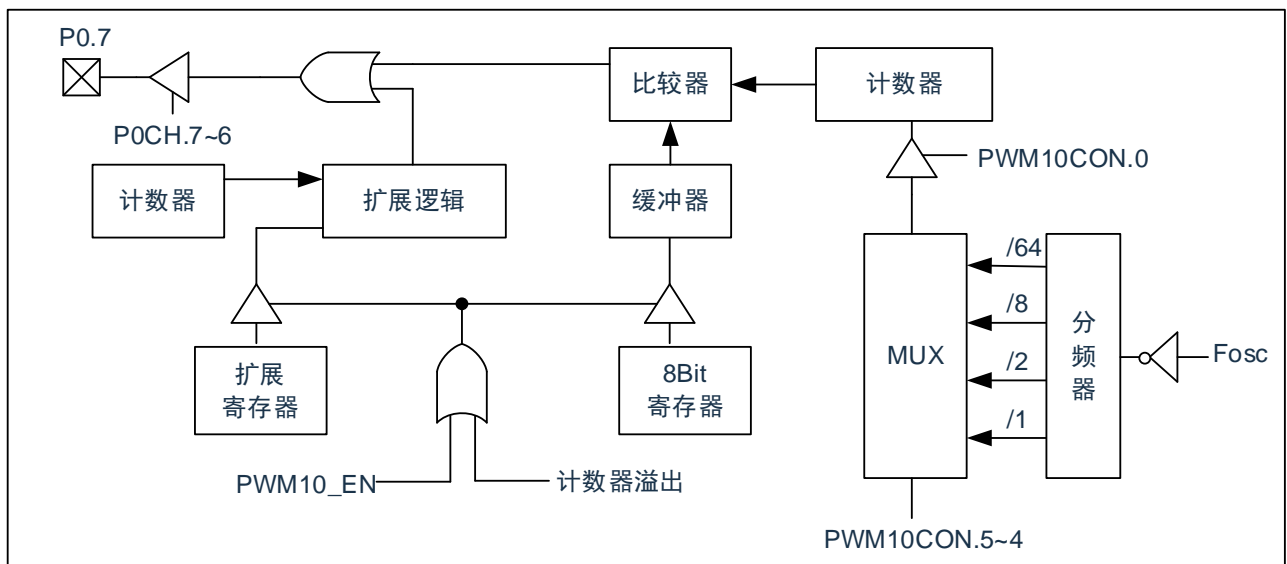 P0.7
P0CH.7~6
比较器
计数器
PWM10CON.0
计数器
扩展逻辑
缓冲器
/64
/8
/2
/1
MUX
分
频
器
Fosc
扩展
寄存器
8Bit
寄存器
PWM10_EN
计数器溢出
PWM10CON.5~4